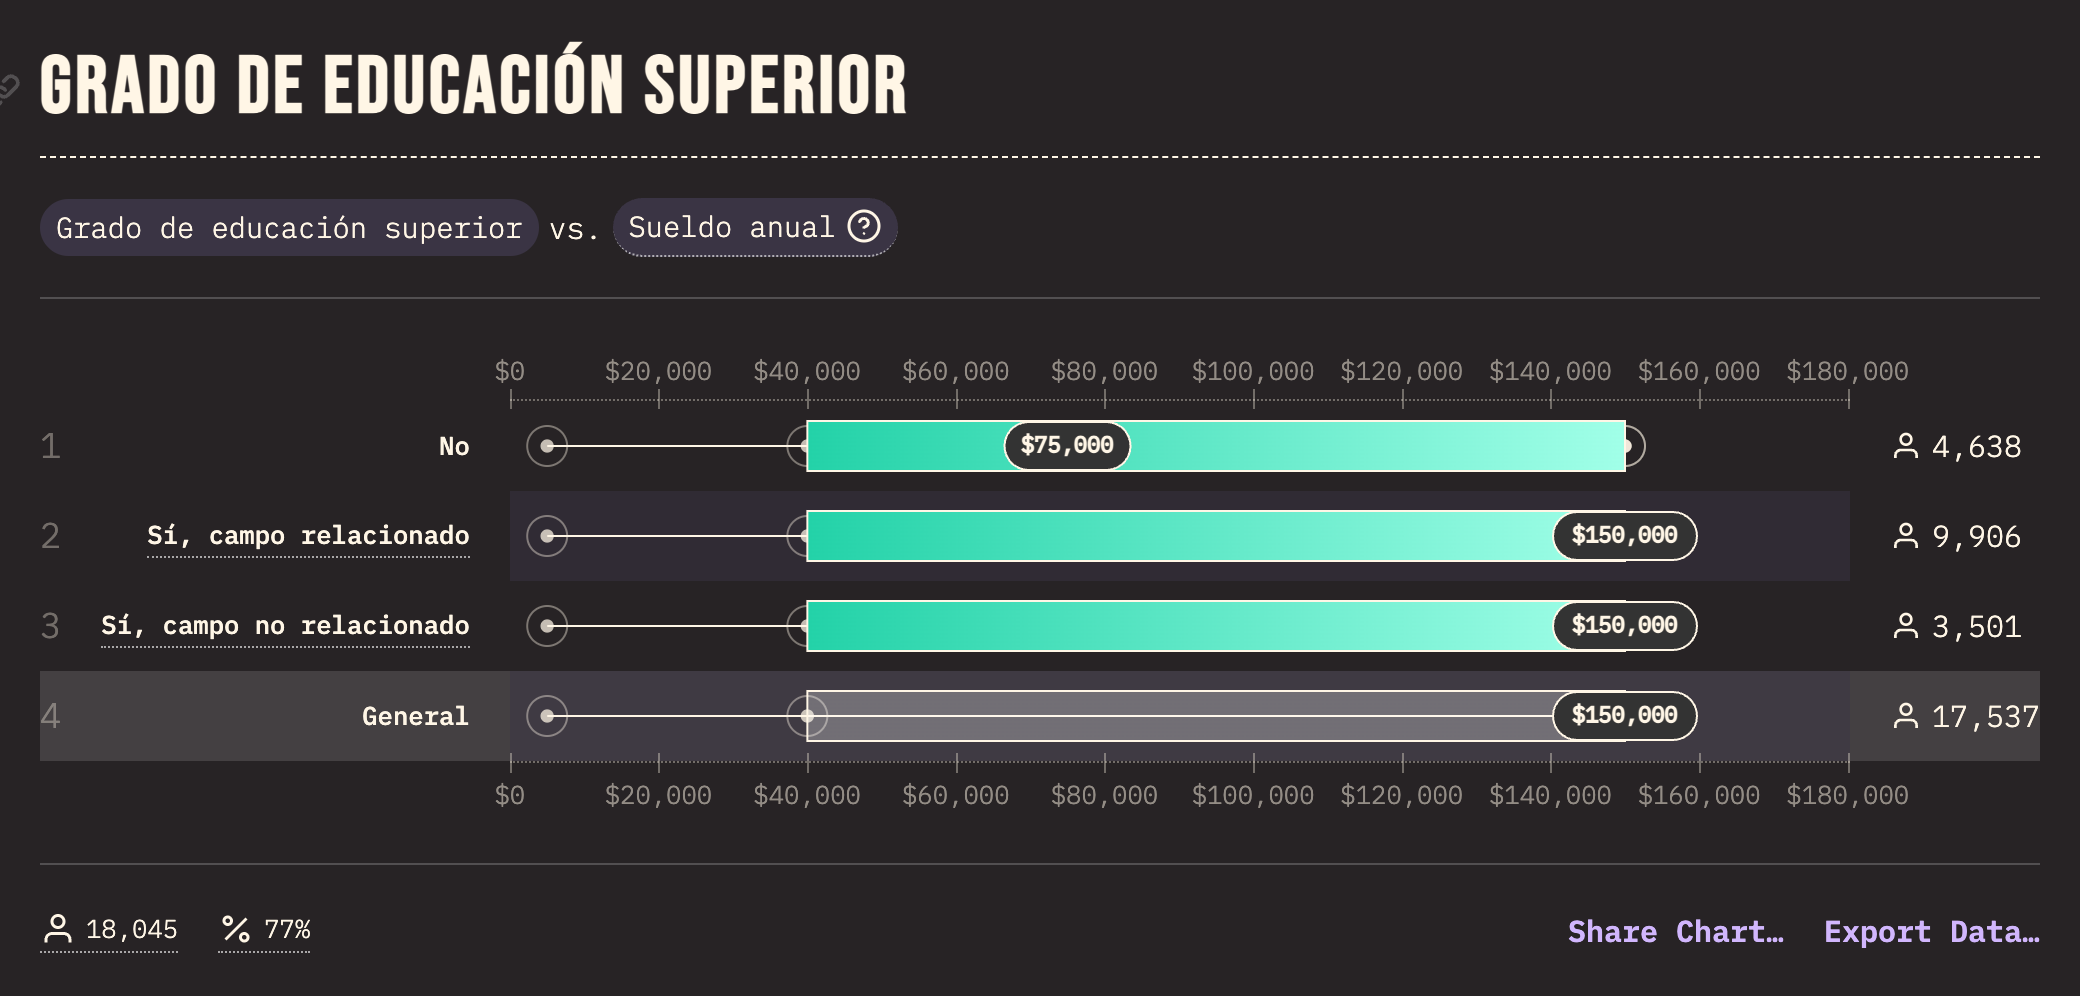 GRADO DE EDUCACIÓN SUPERIOR
Grado de educación superior vs. Sueldo anual ?
$0 $20,000 $40,000 $60,000 $80,000 $100,000 $120,000 $140,000 $160,000 $180,000
1 No $75,000 4,638
2 Sí, campo relacionado $150,000 9,906
3 Sí, campo no relacionado $150,000 3,501
4 General $150,000 17,537
$0 $20,000 $40,000 $60,000 $80,000 $100,000 $120,000 $140,000 $160,000 $180,000
18,045 % 77% Share Chart… Export Data…